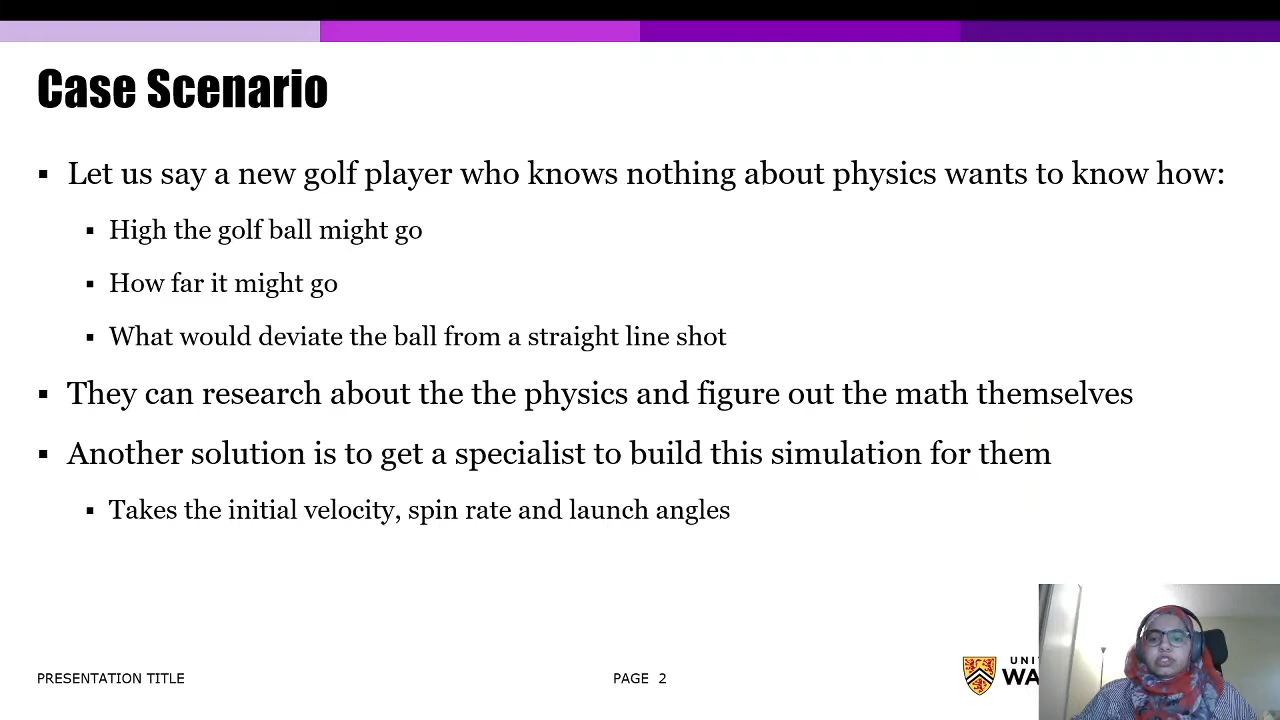 Case Scenario
▪ Let us say a new golf player who knows nothing about physics wants to know how:
▪ High the golf ball might go
▪ How far it might go
▪ What would deviate the ball from a straight line shot
▪ They can research about the the physics and figure out the math themselves
▪ Another solution is to get a specialist to build this simulation for them
▪ Takes the initial velocity, spin rate and launch angles
PRESENTATION TITLE
PAGE 2
UNI
WA